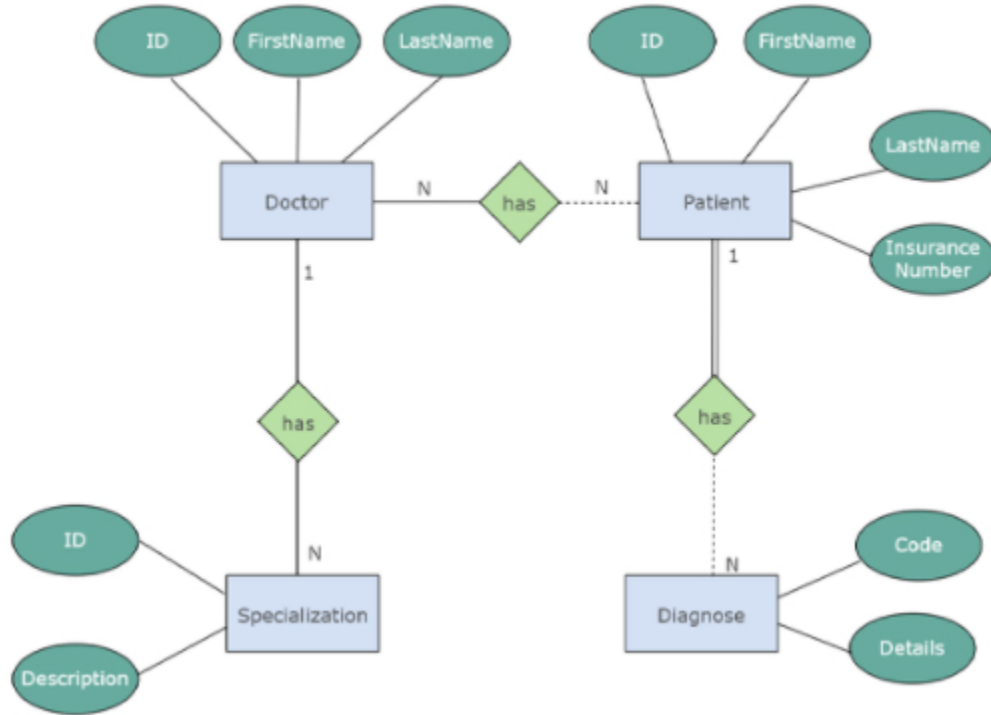 ID
FirstName
LastName
ID
FirstName
LastName
Doctor
N
has
N
Patient
Insurance
Number
1
1
has
has
ID
Code
N
N
Specialization
Diagnose
Details
Description